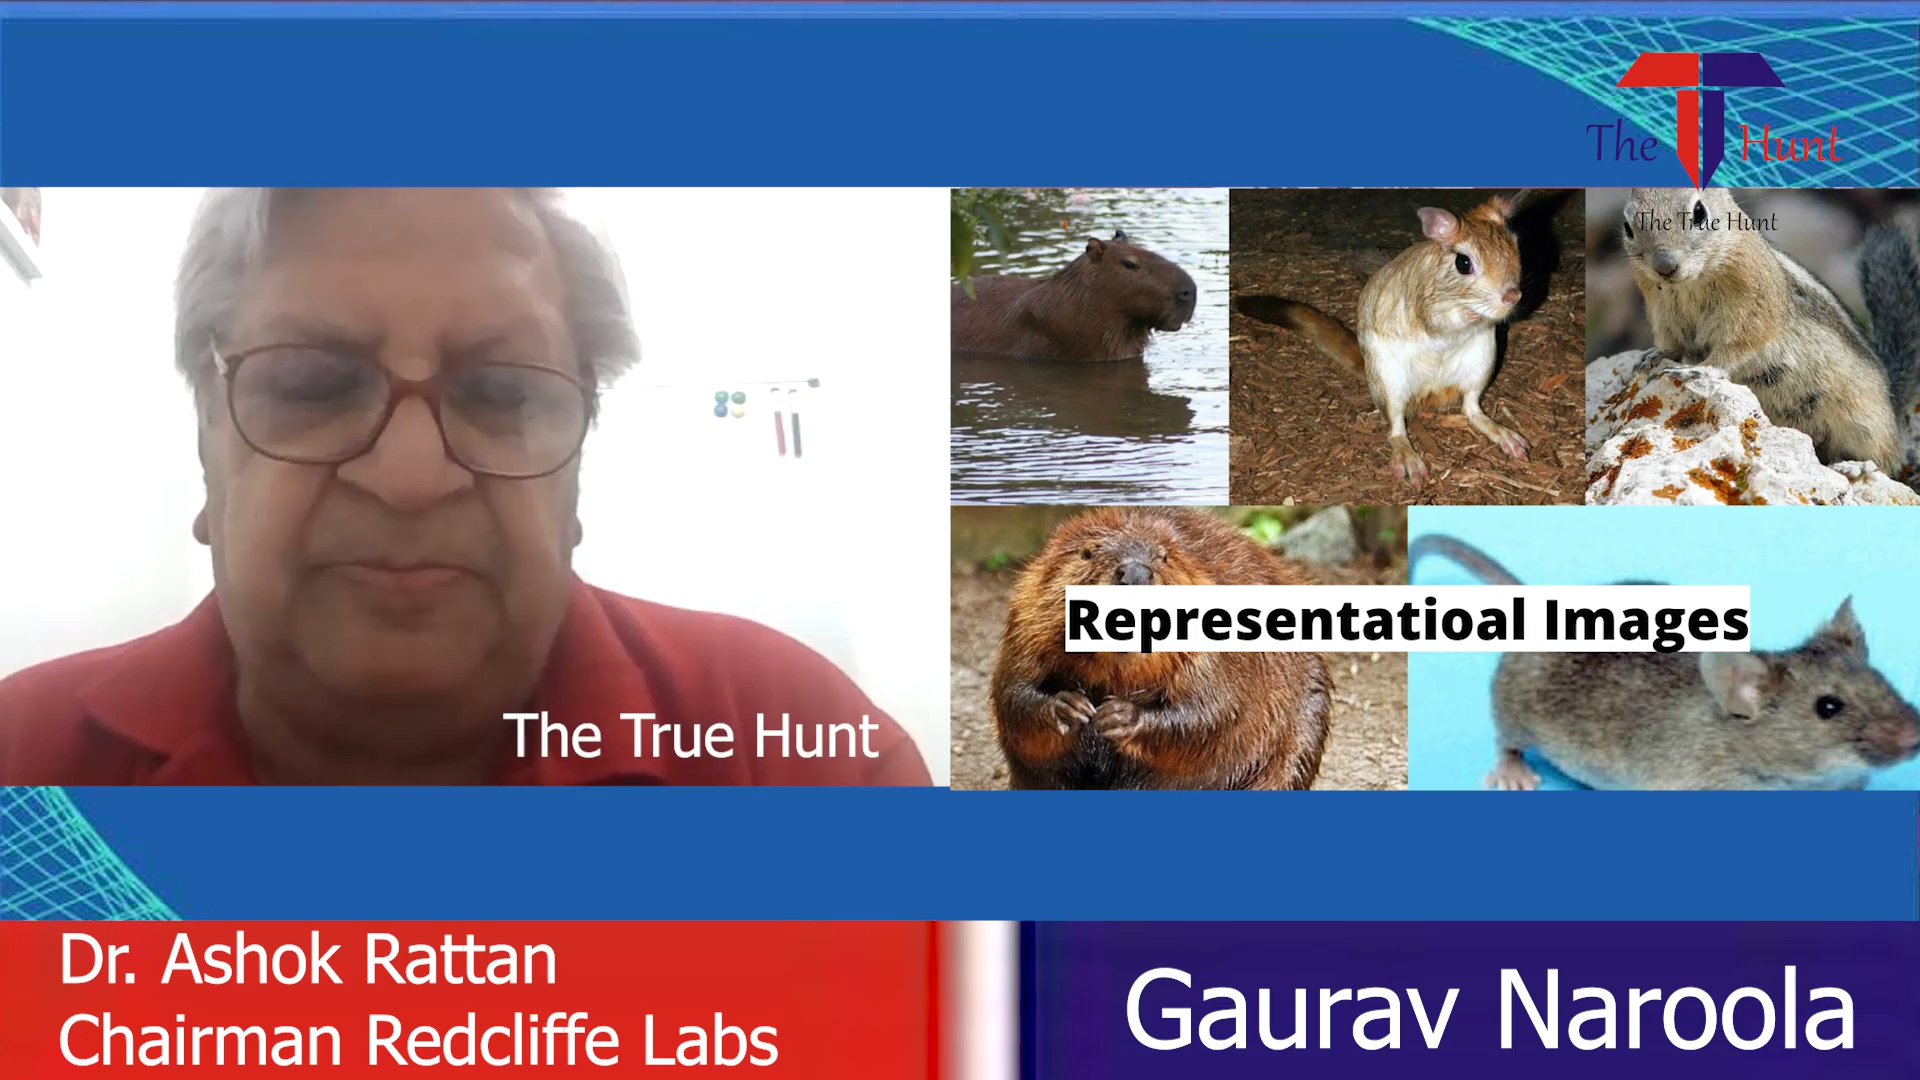 The Hunt
The True Hunt
Representatioal Images
The True Hunt
Dr. Ashok Rattan
Chairman Redcliffe Labs
Gaurav Naroola